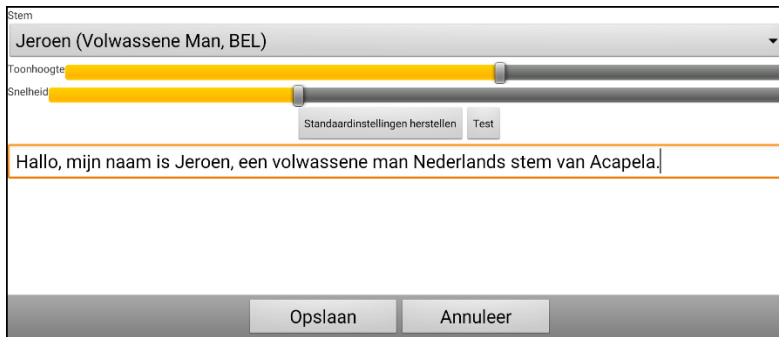 Stem
Jeroen (Volwassene Man, BEL)
Toonhoogte
Snelheid
Standaardinstellingen herstellen Test
Hallo, mijn naam is Jeroen, een volwassene man Nederlands stem van Acapela.
Opslaan Annuleer